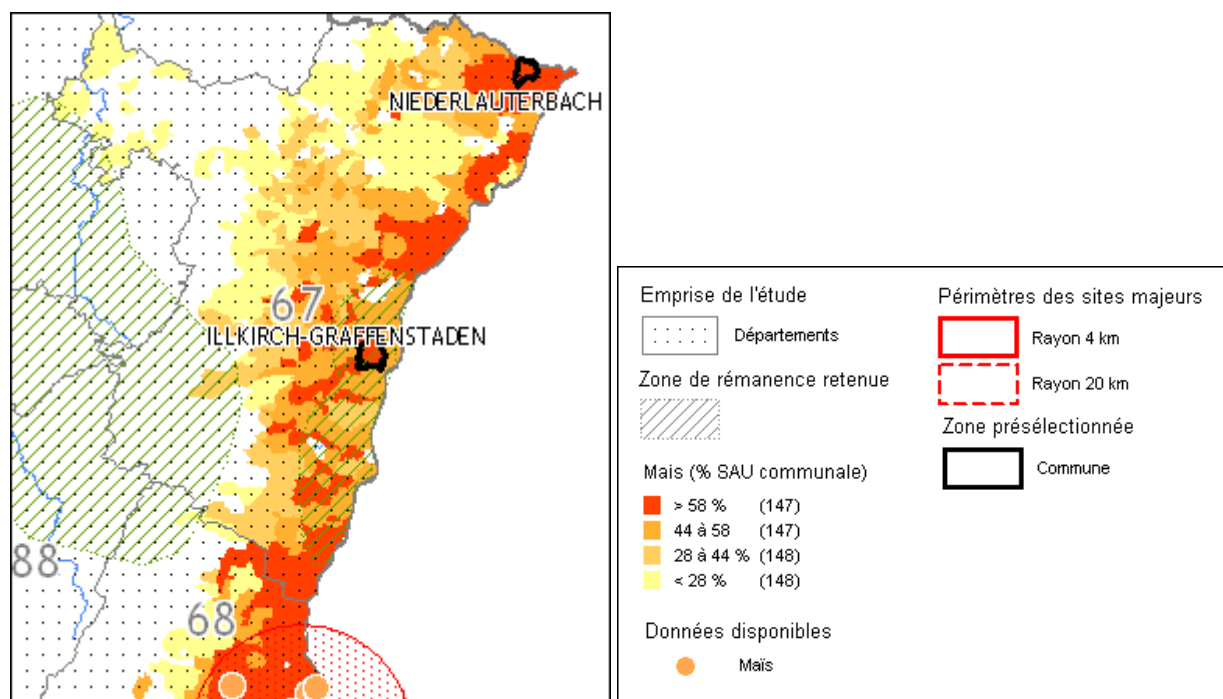 NIEDERLAUTERBACH
67
ILLKIRCH-GRAFFENSTADEN
88
68
Emprise de l'étude
Départements
Zone de rémanence retenue
Mais (% SAU communale)
> 58 % (147)
44 à 58 (147)
28 à 44 % (148)
< 28 % (148)
Données disponibles
Maïs
Périmètres des sites majeurs
Rayon 4 km
Rayon 20 km
Zone présélectionnée
Commune